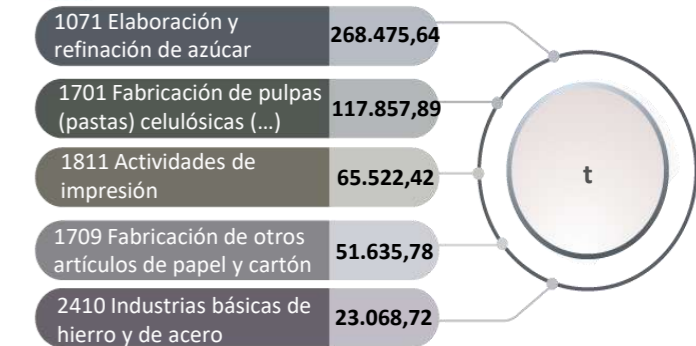 1071 Elaboración y
refinación de azúcar
268.475,64
1701 Fabricación de pulpas
(pastas) celulósicas (...)
117.857,89
1811 Actividades de
impresión
65.522,42
1709 Fabricación de otros
artículos de papel y cartón
51.635,78
2410 Industrias básicas de
hierro y de acero
23.068,72
t